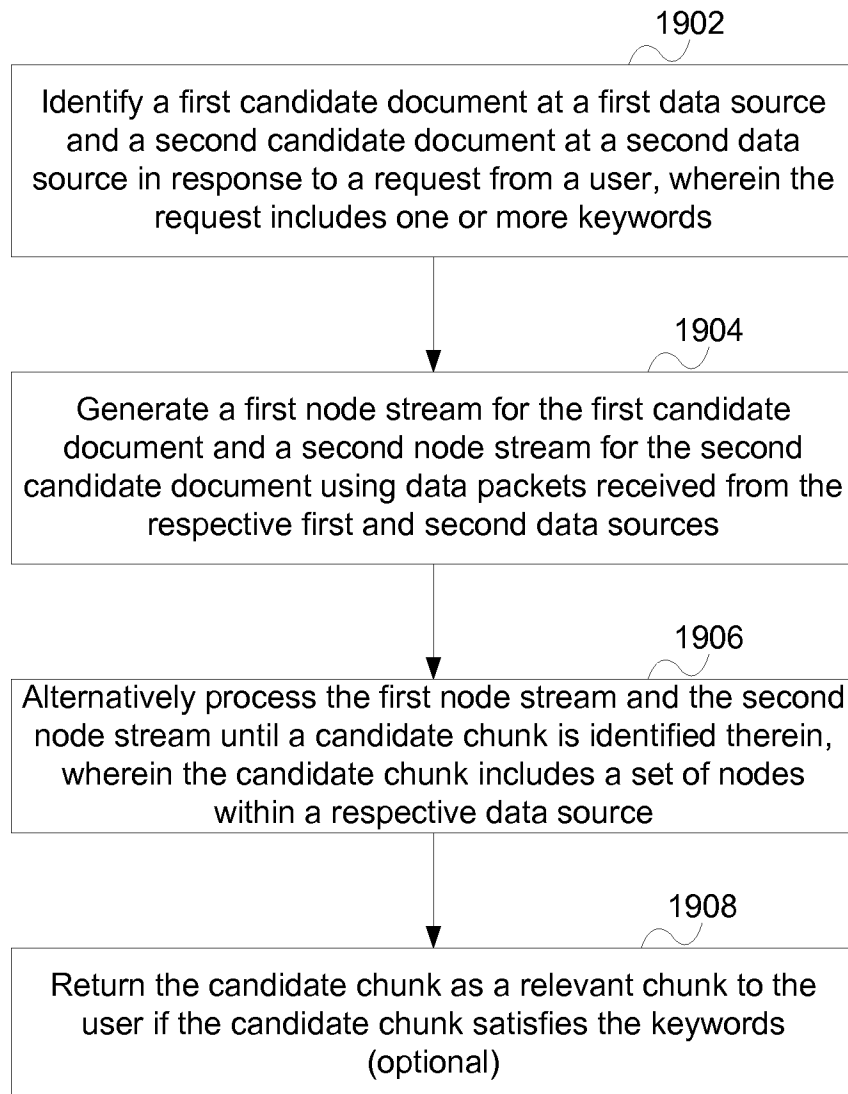 1902
Identify a first candidate document at a first data
source and a second candidate document at a second data
source in response to a request from a user, wherein the
request includes one or more keywords
1904
Generate a first node stream for the first candidate
document and a second node stream for the second
candidate document using data packets received from the
respective first and second data sources
1906
Alternatively process the first node stream and the second
node stream until a candidate chunk is identified therein,
wherein the candidate chunk includes a set of nodes
within a respective data source
1908
Return the candidate chunk as a relevant chunk to the
user if the candidate chunk satisfies the keywords
(optional)